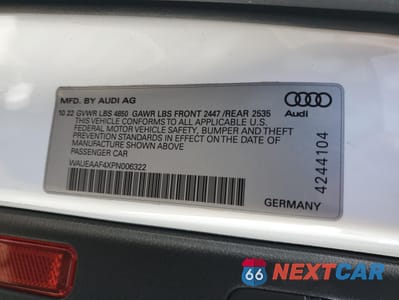 MFD. BY AUDI AG
10 22 GVWR LBS 4850 GAWR LBS FRONT 2447 /REAR 2535
THIS VEHICLE CONFORMS TO ALL APPLICABLE U.S.
FEDERAL MOTOR VEHICLE SAFETY, BUMPER AND THEFT
PREVENTION STANDARDS IN EFFECT ON THE DATE OF
MANUFACTURE SHOWN ABOVE
PASSENGER CAR
WAUEAAF4XPN006322
Audi
4244104
GERMANY
66 NEXTCAR